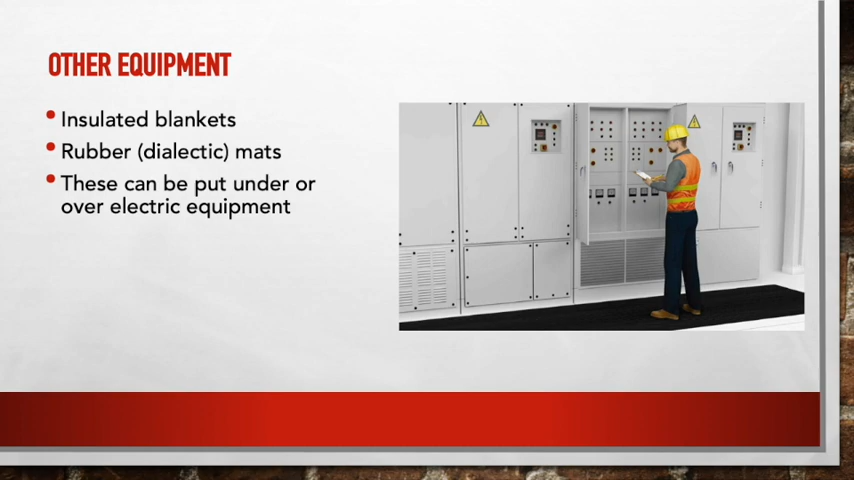 OTHER EQUIPMENT
• Insulated blankets
• Rubber (dialectic) mats
• These can be put under or
over electric equipment